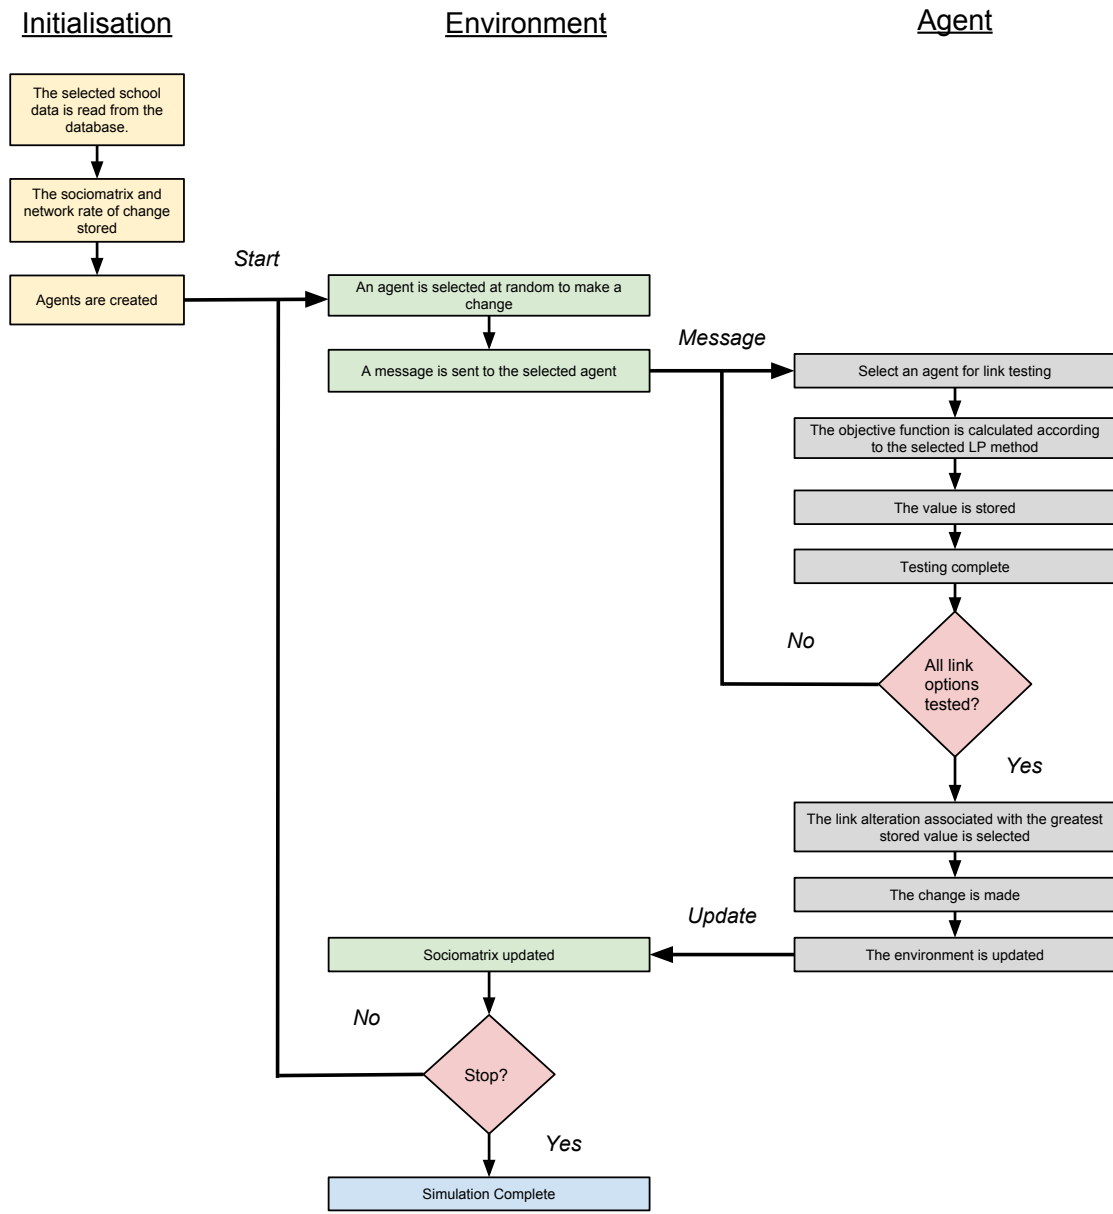 Initialisation
Environment
Agent
The selected school
data is read from the
database.
The sociomatrix and
network rate of change
stored
Agents are created
Start
An agent is selected at random to make a
change
A message is sent to the selected agent
Message
Select an agent for link testing
The objective function is calculated according
to the selected LP method
The value is stored
Testing complete
All link
options
tested?
No
Yes
The link alteration associated with the greatest
stored value is selected
The change is made
The environment is updated
Update
Sociomatrix updated
Stop?
No
Yes
Simulation Complete